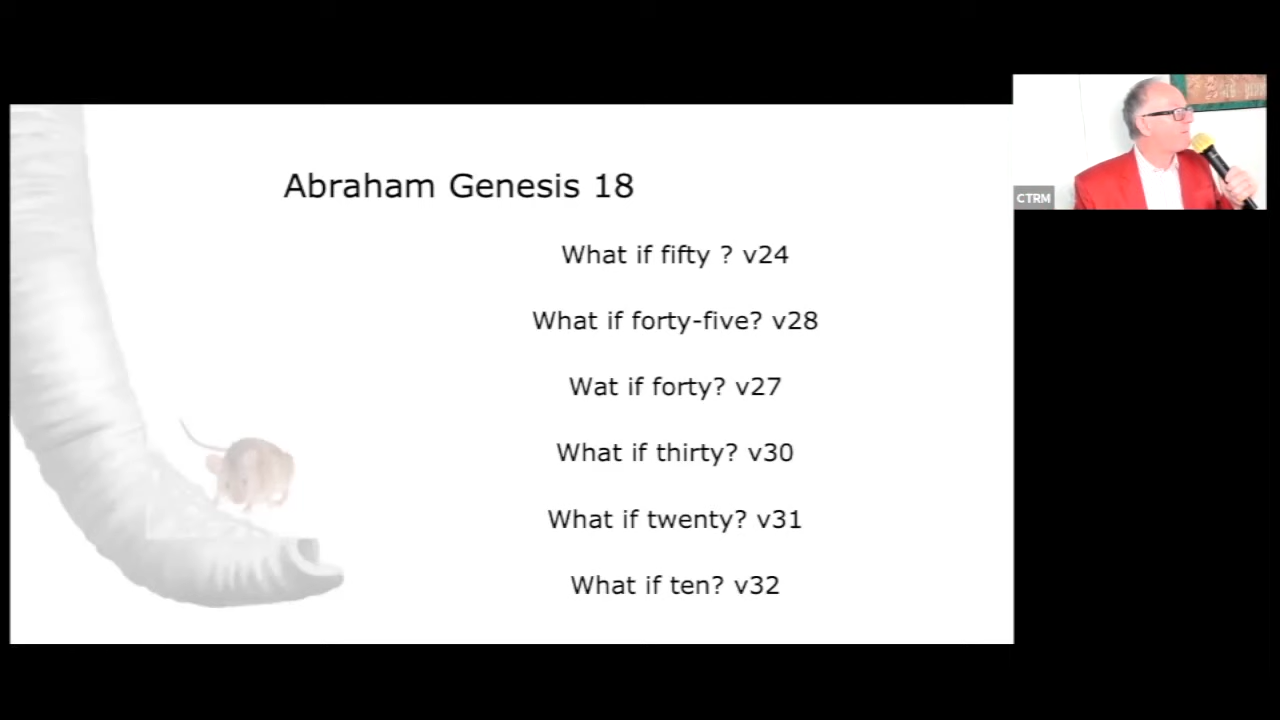 Abraham Genesis 18
What if fifty ? v24
What if forty-five? v28
Wat if forty? v27
What if thirty? v30
What if twenty? v31
What if ten? v32
CTRM